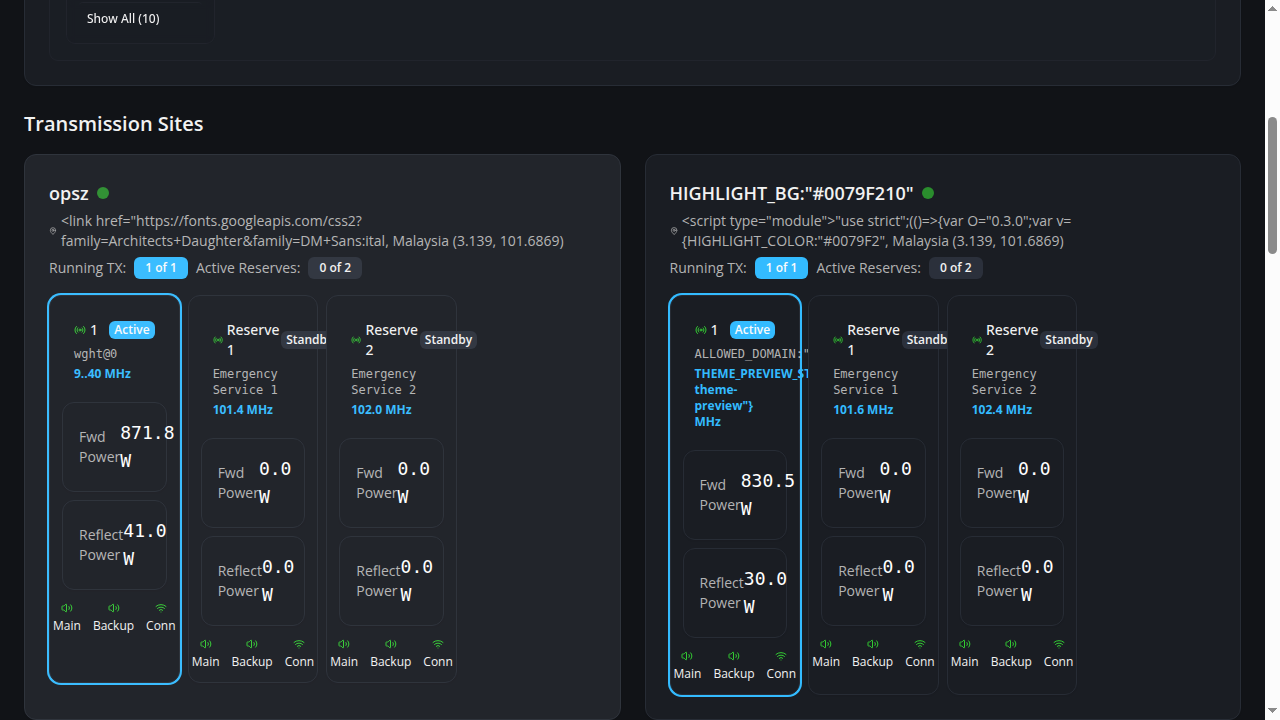 Show All (10)
Transmission Sites
opsz
<link href="https://fonts.googleapis.com/css2?
family=Architects+Daughter&family=DM+Sans:ital, Malaysia (3.139, 101.6869)
Running TX: 1 of 1 Active Reserves: 0 of 2
1 Active
wght@0
9..40 MHz
Fwd Power 871.8 W
Reflect Power 41.0 W
Main Backup Conn
Reserve 1 Standb
Emergency
Service 1
101.4 MHz
Fwd Power 0.0 W
Reflect Power 0.0 W
Main Backup Conn
Reserve 2 Standby
Emergency
Service 2
102.0 MHz
Fwd Power 0.0 W
Reflect Power 0.0 W
Main Backup Conn
HIGHLIGHT_BG:"#0079F210"
<script type="module">"use strict";(()=>{var O="0.3.0";var v=
{HIGHLIGHT_COLOR:"#0079F2", Malaysia (3.139, 101.6869)
Running TX: 1 of 1 Active Reserves: 0 of 2
1 Active
ALLOWED_DOMAIN:"
THEME_PREVIEW_ST
theme-
preview"}
MHz
Fwd Power 830.5 W
Reflect Power 30.0 W
Main Backup Conn
Reserve 1 Standb
Emergency
Service 1
101.6 MHz
Fwd Power 0.0 W
Reflect Power 0.0 W
Main Backup Conn
Reserve 2 Standby
Emergency
Service 2
102.4 MHz
Fwd Power 0.0 W
Reflect Power 0.0 W
Main Backup Conn